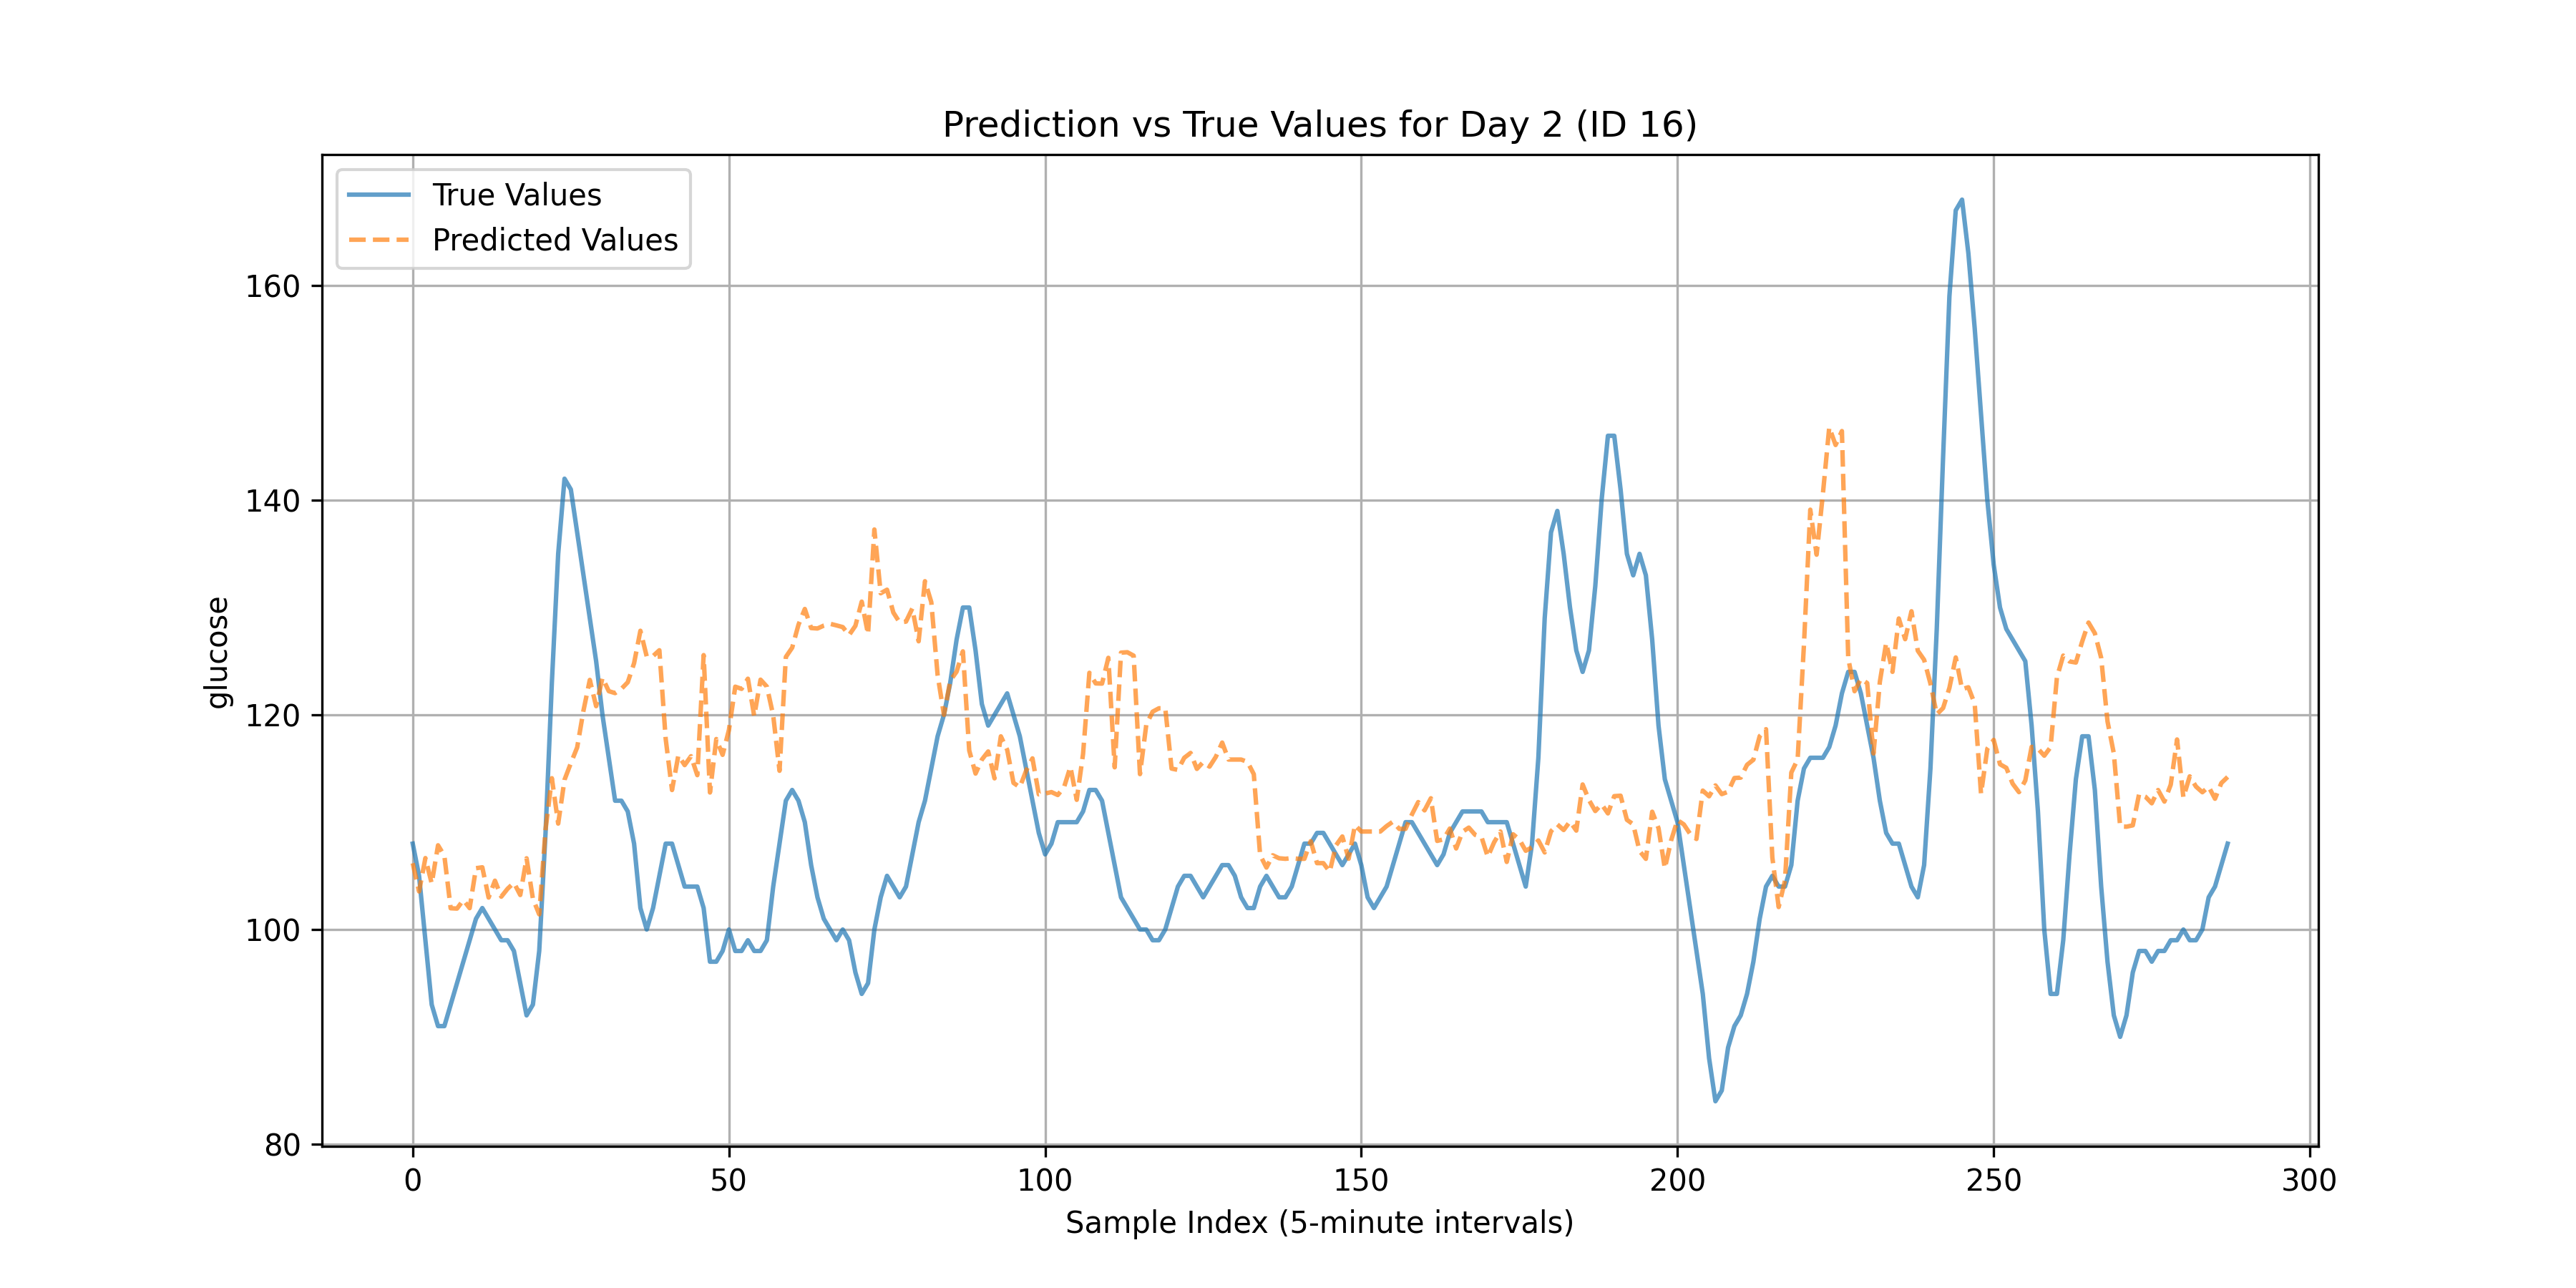 Prediction vs True Values for Day 2 (ID 16)
True Values
Predicted Values
160
140
120
100
80
glucose
0 50 100 150 200 250 300
Sample Index (5-minute intervals)